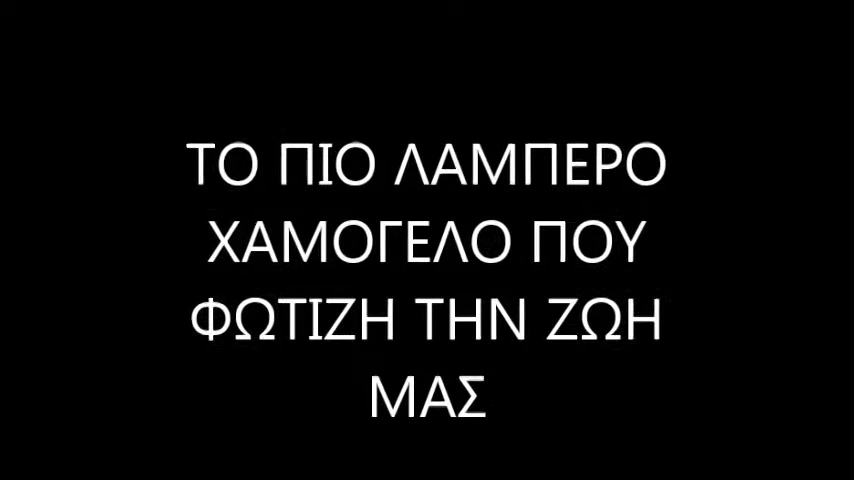 ΤΟ ΠΙΟ ΛΑΜΠΕΡΟ
ΧΑΜΟΓΕΛΟ ΠΟΥ
ΦΩΤΙΖΗ ΤΗΝ ΖΩΗ
ΜΑΣ